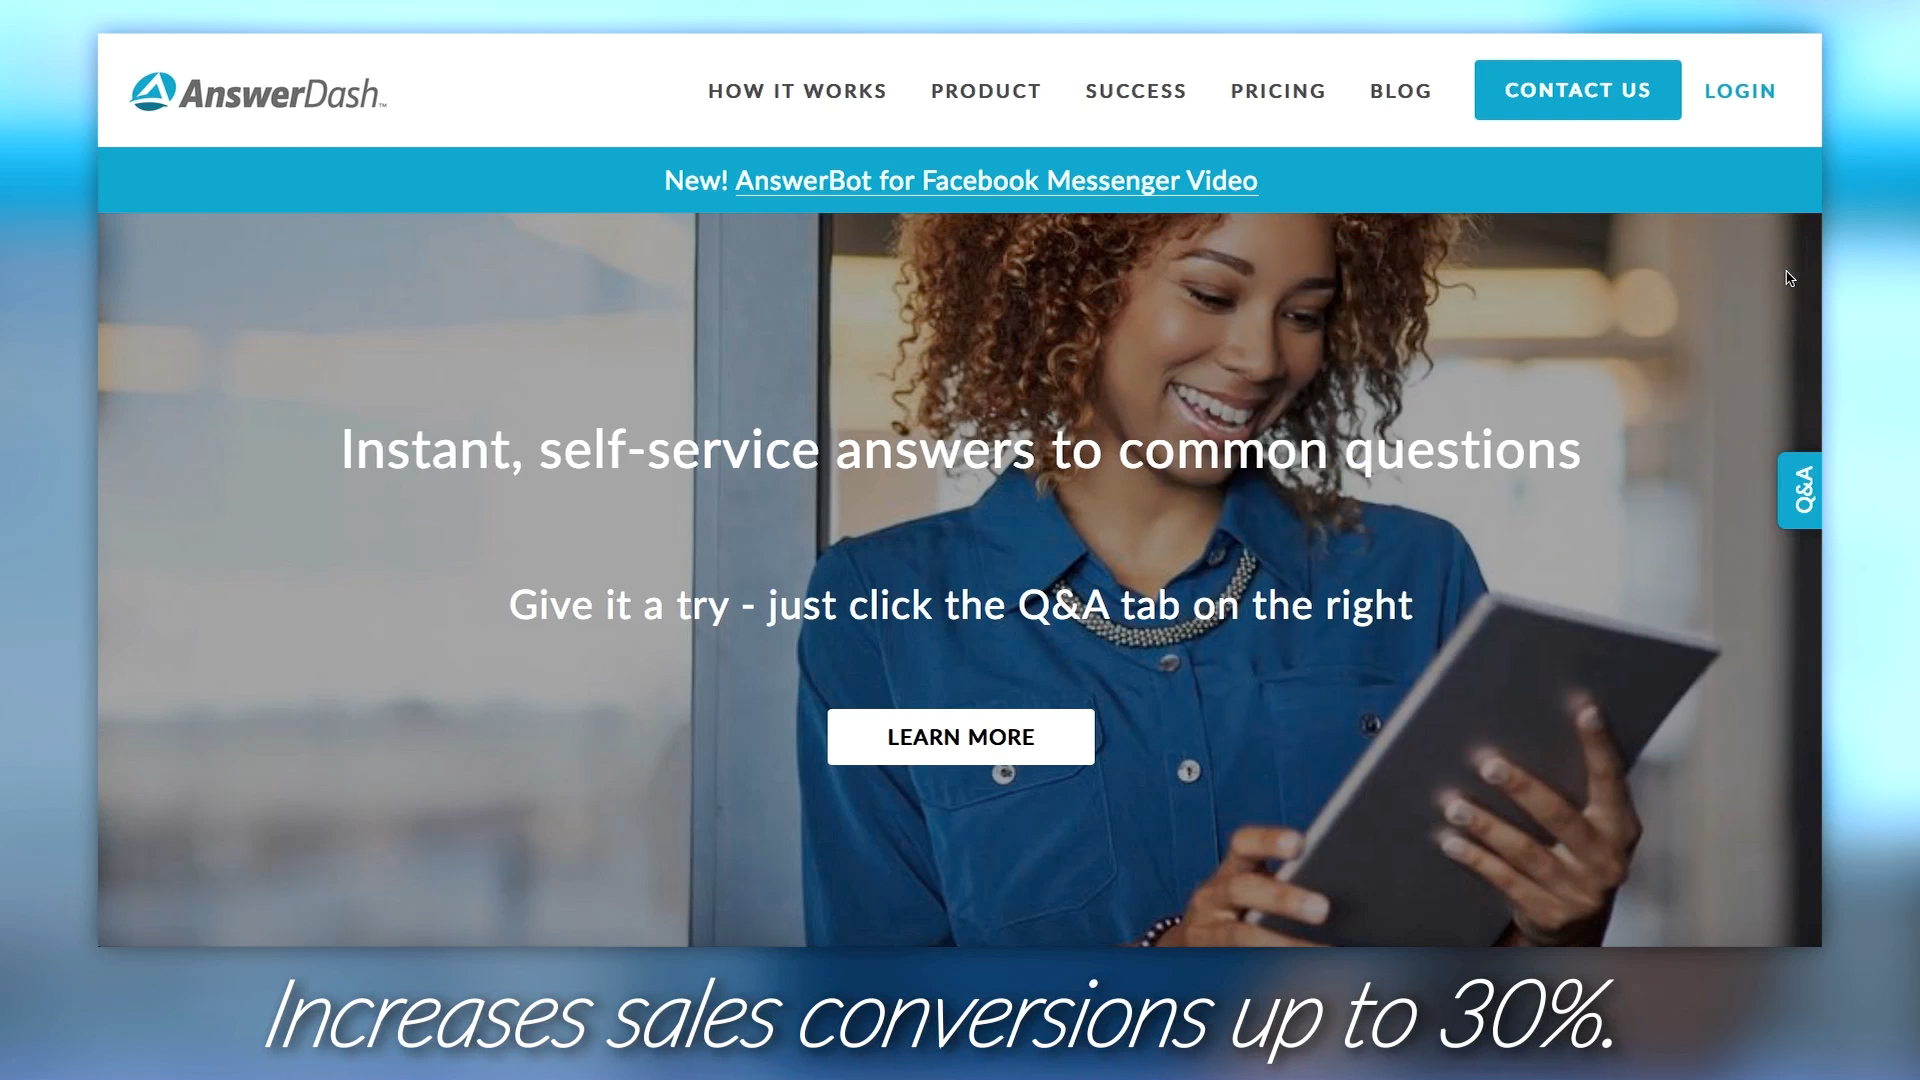 AnswerDash™
HOW IT WORKS
PRODUCT
SUCCESS
PRICING
BLOG
CONTACT US
LOGIN
New! AnswerBot for Facebook Messenger Video
Instant, self-service answers to common questions
Q&A
Give it a try - just click the Q&A tab on the right
LEARN MORE
Increases sales conversions up to 30%.